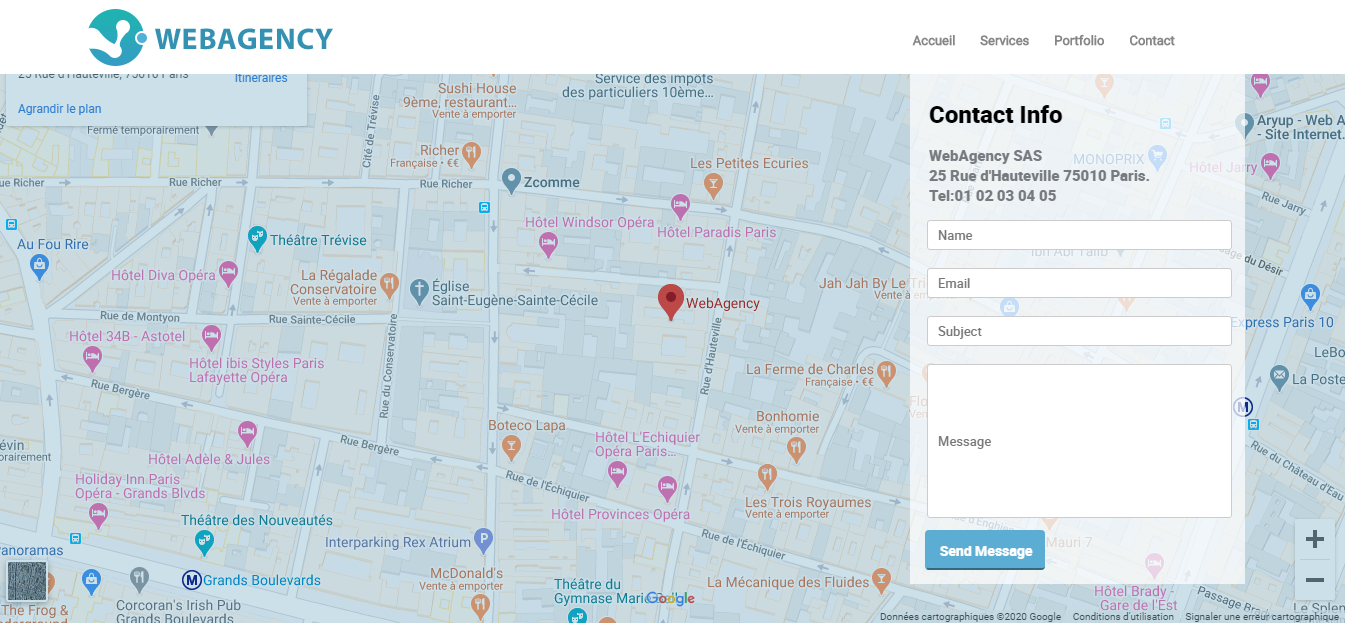 WEBAGENCY
Accueil Services Portfolio Contact
25 Rue d'Hauteville, 75010 Paris
Itinéraires
Agrandir le plan
Fermé temporairement
Sushi House
9ème, restaurant...
Vente à emporter
Service des impôts
des particuliers 10ème...
Cité de Trévise
Richer
Française • €€
Les Petites Ecuries
ue Richer
Rue Richer
Rue Richer
Zcomme
Hôtel Windsor Opéra
Hôtel Paradis Paris
Au Fou Rire
Théâtre Trévise
Hôtel Diva Opéra
La Régalade
Conservatoire
Vente à emporter
Église
Saint-Eugène-Sainte-Cécile
WebAgency
Jah Jah By Le Tri
Vente à e
Rue de Montyon
Rue Sainte-Cécile
Hôtel 34B - Astotel
Hôtel ibis Styles Paris
Lafayette Opéra
Rue du Conservatoire
Rue d'Hauteville
La Ferme de Charles
Française • €€
Rue Bergère
Bonhomie
Vente à emporter
Boteco Lapa
Hôtel L'Echiquier
Opéra Paris...
Rue Bergère
évin
orairement
Hôtel Adèle & Jules
Holiday Inn Paris
Opéra - Grands Blvds
Rue de l'Échiquier
Les Trois Royaumes
Vente à emporter
Hôtel Provinces Opéra
Théâtre des Nouveautés
Interparking Rex Atrium
P
Rue de l'Échiquier
Panoramas
M
Grands Boulevards
McDonald's
Vente à emporter
Théâtre du
Gymnase Marie
Google
La Mécanique des Fluides
Corcoran's Irish Pub
Grands Boulevards
The Frog &
Contact Info
WebAgency SAS
25 Rue d'Hauteville 75010 Paris.
Tel:01 02 03 04 05
MONOPRIX
Name
Ibn Abi Talib
Email
Subject
Message
Send Message
Mauri 7
Aryup - Web A
- Site Internet.
Hôtel Jarry
Rue Jarry
du Désir
Express Paris 10
LeBo
La Poste
M
Rue du Château d'Eau
Hôtel Brady -
Gare de l'Est
Passage Brady
Le Splen
+
−
Données cartographiques ©2020 Google Conditions d'utilisation Signaler une erreur cartographique